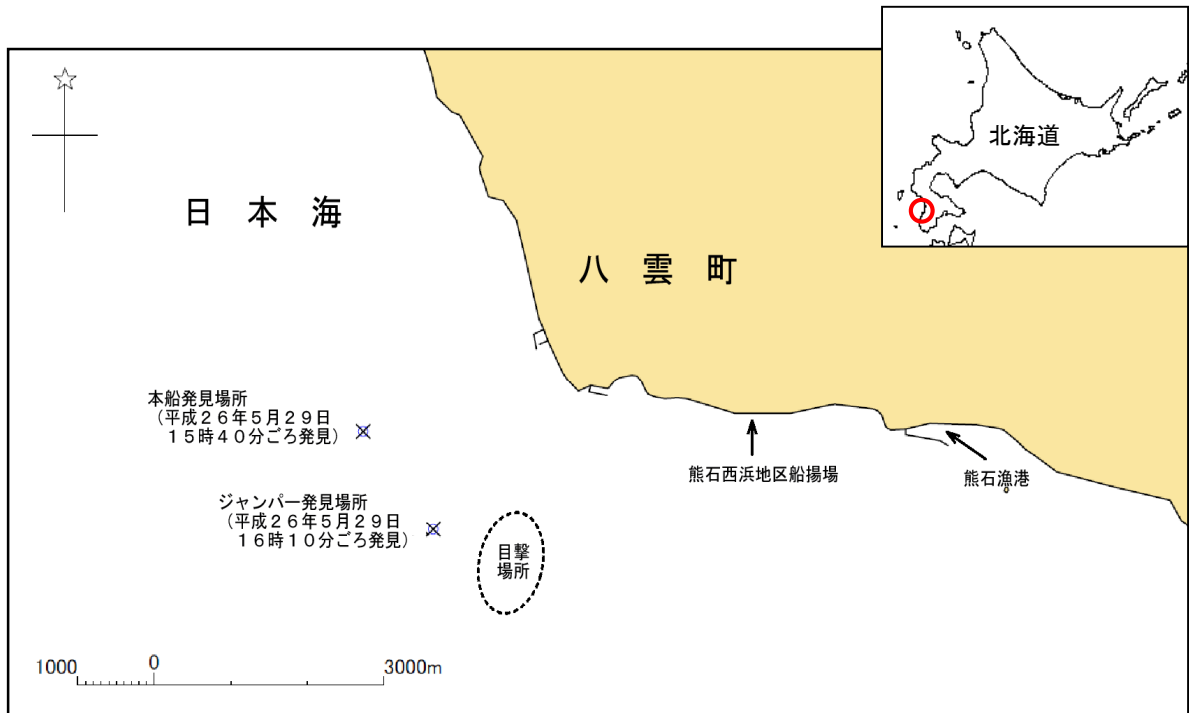 北海道
日本海
八雲町
本船発見場所
（平成２６年５月２９日
１５時４０分ごろ発見）
熊石西浜地区船揚場
熊石漁港
ジャンパー発見場所
（平成２６年５月２９日
１６時１０分ごろ発見）
目撃
場所
1000 0 3000m